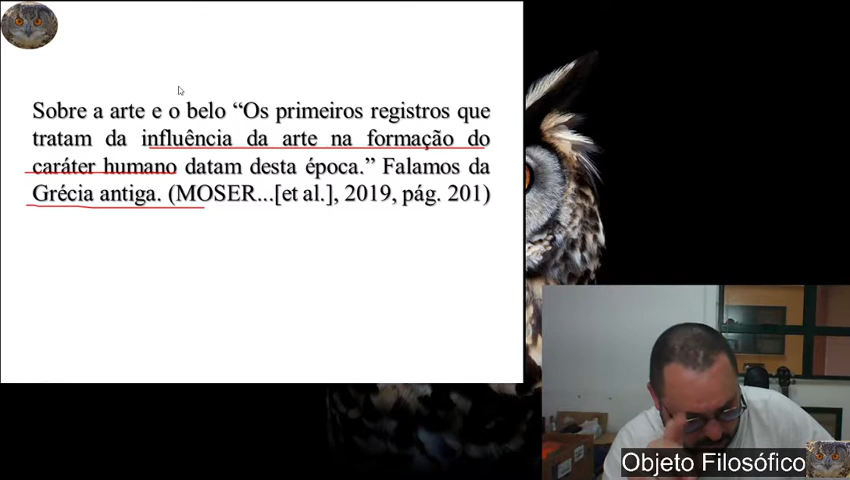 Sobre a arte e o belo “Os primeiros registros que
tratam da influência da arte na formação do
caráter humano datam desta época.” Falamos da
Grécia antiga. (MOSER...[et al.], 2019, pág. 201)
Objeto Filosófico